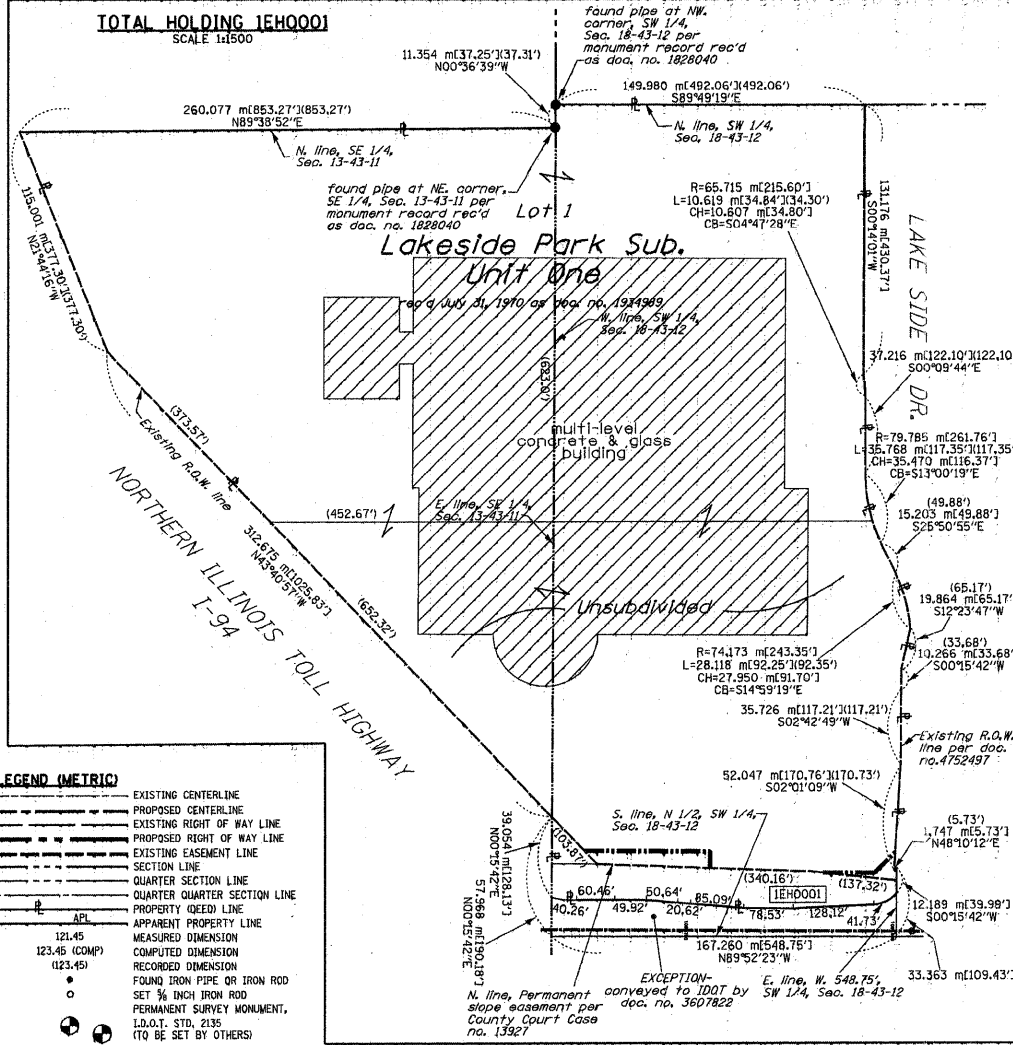 TOTAL HOLDING 1EH0001
SCALE 1:1500
found pipe at NW.
corner, SW 1/4,
Sec. 18-43-12 per
monument record rec'd
as doc. no. 1828040
11.354 m[37.25'](37.31')
N00°36'39"W
260.077 m[853.27'](853.27')
N89°38'52"E
149.980 m[492.06'](492.06')
S89°49'19"E
N. line, SE 1/4,
Sec. 13-43-11
N. line, SW 1/4,
Sec. 18-43-12
found pipe at NE. corner,
SE 1/4, Sec. 13-43-11 per
monument record rec'd
as doc. no. 1828040
Lot 1
Lakeside Park Sub.
Unit One
rec'd July 31, 1970 as doc. no. 1934989
W. line, SW 1/4,
Sec. 18-43-12
R=65.715 m[215.60']
L=10.619 m[34.84'](34.30')
CH=10.607 m[34.80']
CB=S04°47'28"E
131.176 m[430.37']
S00°14'01"W
LAKE SIDE DR.
115.001 m[377.30'](377.30')
N21°44'16"W
37.216 m[122.10'](122.10
S00°09'44"E
(623.0')
(373.57')
Existing R.O.W. line
multi-level
concrete & glass
building
R=79.785 m[261.76']
L=35.768 m[117.35'](117.35'
CH=35.470 m[116.37']
CB=S13°00'19"E
NORTHERN ILLINOIS TOLL HIGHWAY
I-94
(452.67')
E. line, SE 1/4,
Sec. 13-43-11
(49.88')
15.203 m[49.88']
S25°50'55"E
312.675 m[1025.83']
N43°40'57"W
(652.32')
Unsubdivided
(65.17')
19.864 m[65.17'
S12°23'47"W
(33.68')
10.266 m[33.68'
S00°15'42"W
R=74.173 m[243.35']
L=28.118 m[92.25'](92.35')
CH=27.950 m[91.70']
CB=S14°59'19"E
35.726 m[117.21'](117.21')
S02°42'49"W
Existing R.O.W.
line per doc.
no.4752497
52.047 m[170.76'](170.73')
S02°01'09"W
S. line, N 1/2, SW 1/4,
Sec. 18-43-12
(5.73')
1.747 m[5.73']
N48°10'12"E
39.054 m[128.13']
N00°15'42"E
(103.87')
(340.16')
(137.32')
1EH0001
60.46'
50.64'
85.09'
40.26'
49.92'
20.62'
78.53'
128.12'
41.73'
12.189 m[39.99']
S00°15'42"W
57.968 m[190.18']
N00°15'42"E
167.260 m[548.75']
N89°52'23"W
33.363 m[109.43']
EXCEPTION-
conveyed to IDOT by
doc. no. 3607822
E. line, W. 548.75',
SW 1/4, Sec. 18-43-12
N. line, Permanent
slope easement per
County Court Case
no. 13927
LEGEND (METRIC)
EXISTING CENTERLINE
PROPOSED CENTERLINE
EXISTING RIGHT OF WAY LINE
PROPOSED RIGHT OF WAY LINE
EXISTING EASEMENT LINE
SECTION LINE
QUARTER SECTION LINE
QUARTER QUARTER SECTION LINE
PROPERTY (DEED) LINE
APL APPARENT PROPERTY LINE
121.45 MEASURED DIMENSION
123.45 (COMP) COMPUTED DIMENSION
(123.45) RECORDED DIMENSION
FOUND IRON PIPE OR IRON ROD
SET 5/8 INCH IRON ROD
PERMANENT SURVEY MONUMENT,
I.D.O.T. STD. 2135
(TO BE SET BY OTHERS)